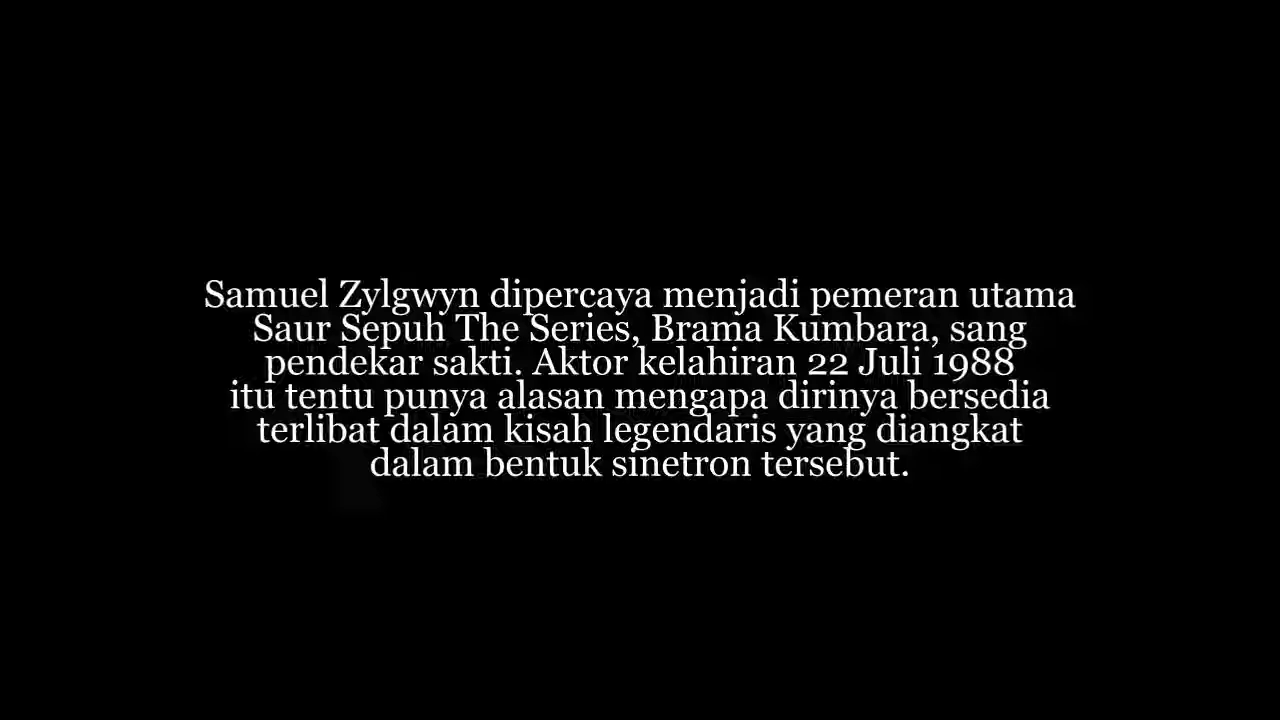 Samuel Zylgwyn dipercaya menjadi pemeran utama
Saur Sepuh The Series, Brama Kumbara, sang
pendekar sakti. Aktor kelahiran 22 Juli 1988
itu tentu punya alasan mengapa dirinya bersedia
terlibat dalam kisah legendaris yang diangkat
dalam bentuk sinetron tersebut.